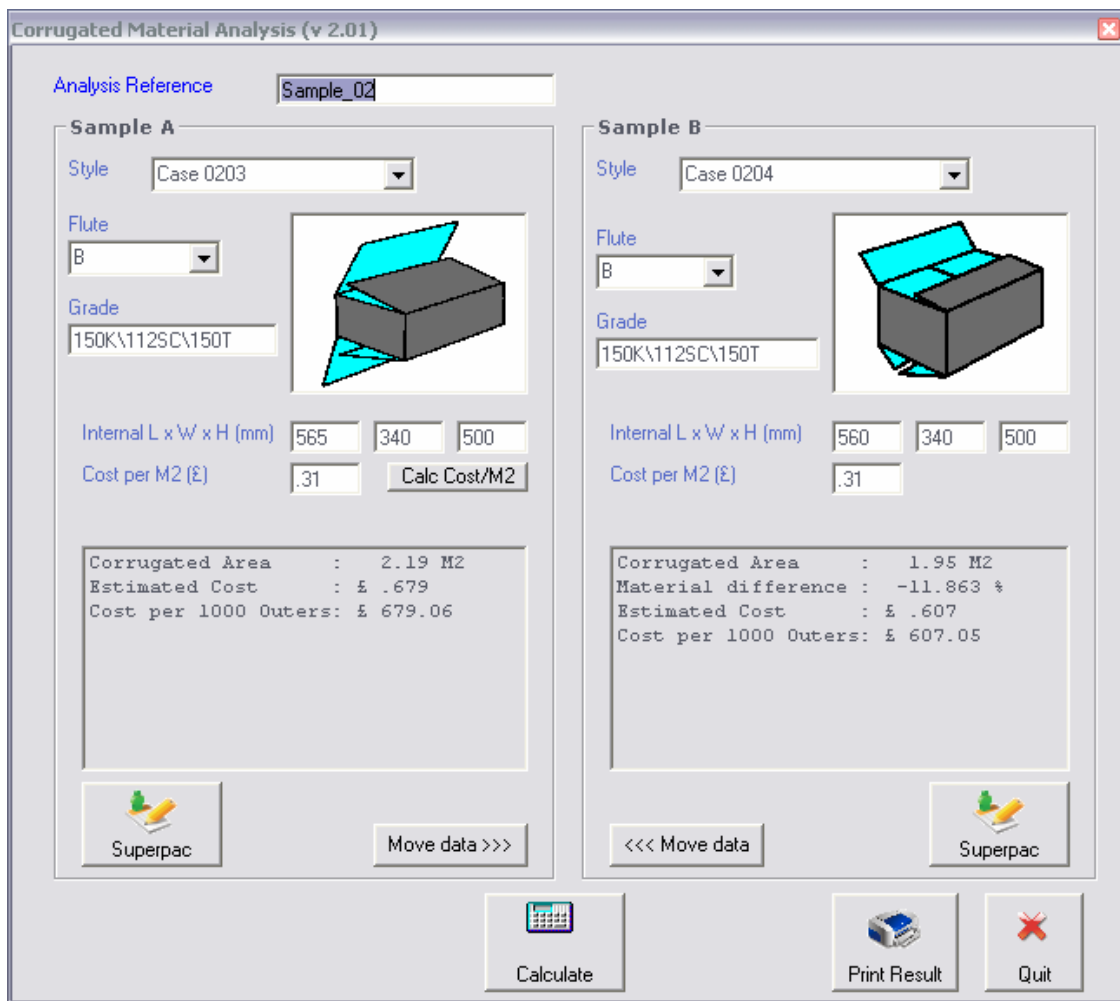 Corrugated Material Analysis (v 2.01)
Analysis Reference Sample_02
Sample A
Style Case 0203
Flute
B
Grade
150K\112SC\150T
Internal L x W x H (mm) 565 340 500
Cost per M2 (£) .31 Calc Cost/M2
Corrugated Area : 2.19 M2
Estimated Cost : £ .679
Cost per 1000 Outers: £ 679.06
Superpac
Move data >>>
Sample B
Style Case 0204
Flute
B
Grade
150K\112SC\150T
Internal L x W x H (mm) 560 340 500
Cost per M2 (£) .31
Corrugated Area : 1.95 M2
Material difference : -11.863 %
Estimated Cost : £ .607
Cost per 1000 Outers: £ 607.05
<<< Move data
Superpac
Calculate
Print Result
Quit